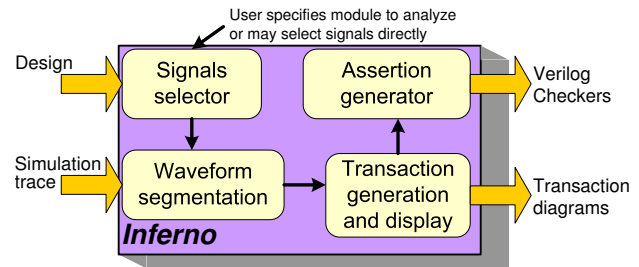 User specifies module to analyze
or may select signals directly
Design
Signals
selector
Assertion
generator
Verilog
Checkers
Simulation
trace
Waveform
segmentation
Transaction
generation
and display
Transaction
diagrams
Inferno